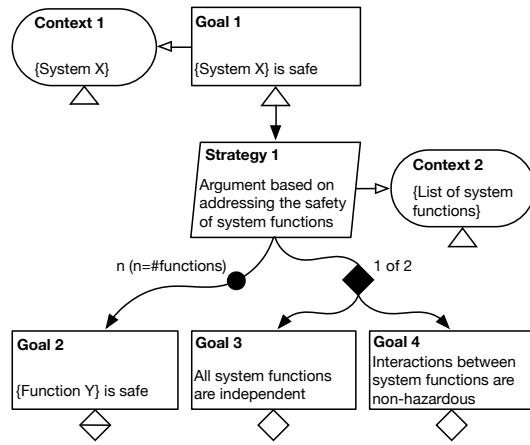 Context 1
{System X}
Goal 1
{System X} is safe
Strategy 1
Argument based on
addressing the safety
of system functions
Context 2
{List of system
functions}
n (n=#functions)
1 of 2
Goal 2
{Function Y} is safe
Goal 3
All system functions
are independent
Goal 4
Interactions between
system functions are
non-hazardous